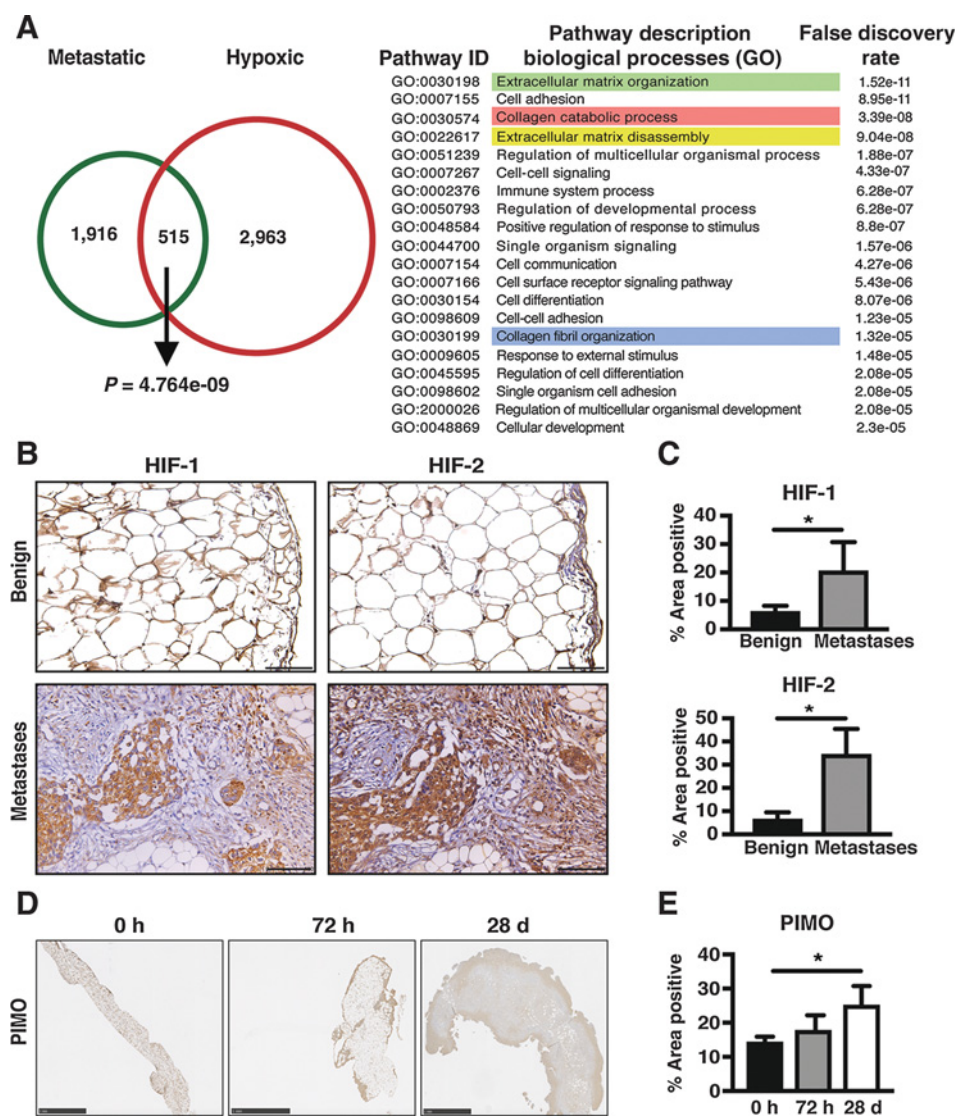 A
Metastatic
Hypoxic
1,916
515
2,963
P = 4.764e-09
Pathway ID Pathway description biological processes (GO) False discovery rate
GO:0030198 Extracellular matrix organization 1.52e-11
GO:0007155 Cell adhesion 8.95e-11
GO:0030574 Collagen catabolic process 3.39e-08
GO:0022617 Extracellular matrix disassembly 9.04e-08
GO:0051239 Regulation of multicellular organismal process 1.88e-07
GO:0007267 Cell-cell signaling 4.33e-07
GO:0002376 Immune system process 6.28e-07
GO:0050793 Regulation of developmental process 6.28e-07
GO:0048584 Positive regulation of response to stimulus 8.8e-07
GO:0044700 Single organism signaling 1.57e-06
GO:0007154 Cell communication 4.27e-06
GO:0007166 Cell surface receptor signaling pathway 5.43e-06
GO:0030154 Cell differentiation 8.07e-06
GO:0098609 Cell-cell adhesion 1.23e-05
GO:0030199 Collagen fibril organization 1.32e-05
GO:0009605 Response to external stimulus 1.48e-05
GO:0045595 Regulation of cell differentiation 2.08e-05
GO:0098602 Single organism cell adhesion 2.08e-05
GO:2000026 Regulation of multicellular organismal development 2.08e-05
GO:0048869 Cellular development 2.3e-05
B
HIF-1
HIF-2
Benign
Metastases
C
HIF-1
% Area positive
40
30
20
10
0
*
Benign Metastases
HIF-2
% Area positive
50
40
30
20
10
0
*
Benign Metastases
D
0 h
72 h
28 d
PIMO
E
PIMO
% Area positive
40
30
20
10
*
0 h 72 h 28 d